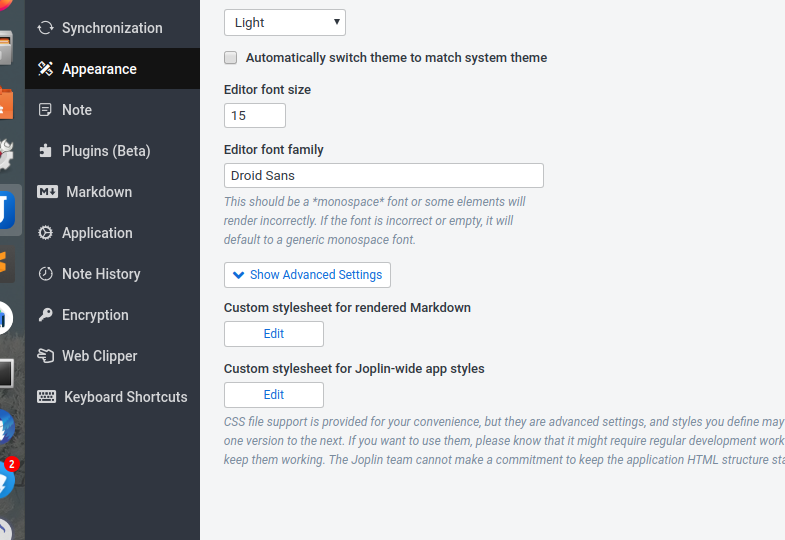 Synchronization
Appearance
Note
Plugins (Beta)
Markdown
Application
Note History
Encryption
Web Clipper
Keyboard Shortcuts
2
Light
Automatically switch theme to match system theme
Editor font size
15
Editor font family
Droid Sans
This should be a *monospace* font or some elements will
render incorrectly. If the font is incorrect or empty, it will
default to a generic monospace font.
Show Advanced Settings
Custom stylesheet for rendered Markdown
Edit
Custom stylesheet for Joplin-wide app styles
Edit
CSS file support is provided for your convenience, but they are advanced settings, and styles you define may
one version to the next. If you want to use them, please know that it might require regular development work
keep them working. The Joplin team cannot make a commitment to keep the application HTML structure sta